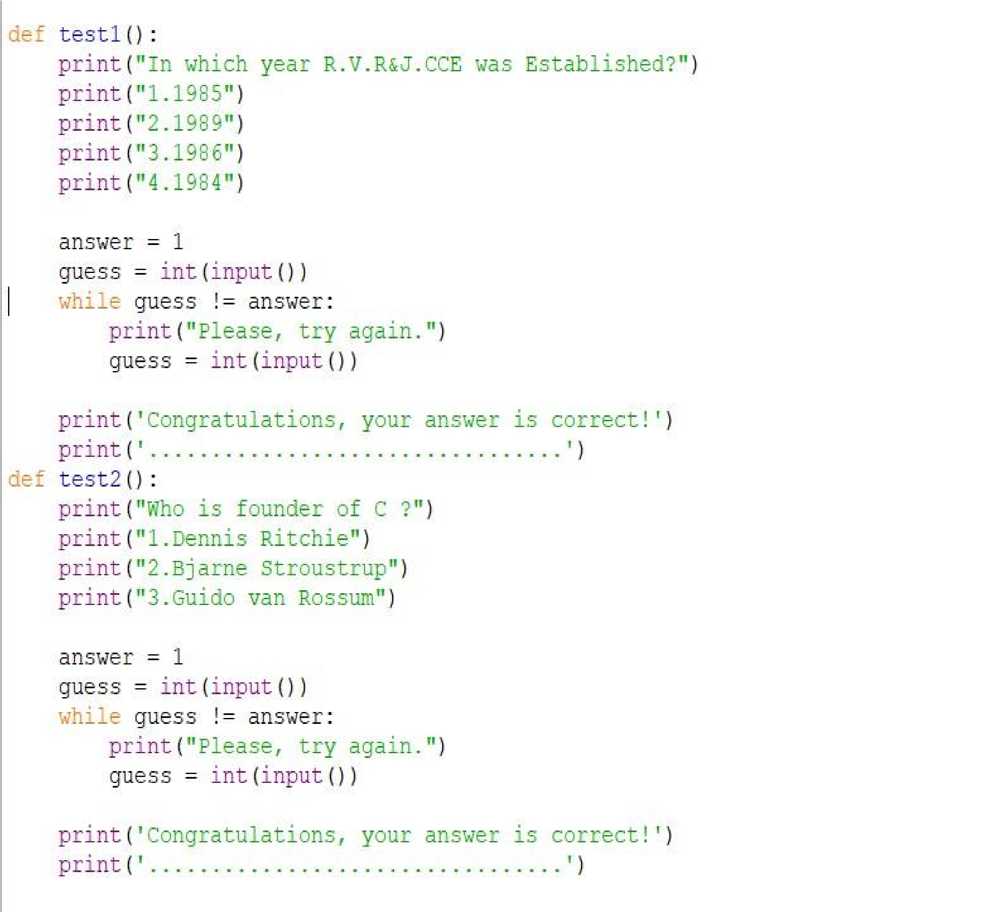 def test1():
    print("In which year R.V.R&J.CCE was Established?")
    print("1.1985")
    print("2.1989")
    print("3.1986")
    print("4.1984")

    answer = 1
    guess = int(input())
    while guess != answer:
        print("Please, try again.")
        guess = int(input())

    print('Congratulations, your answer is correct!')
    print('.................................')
def test2():
    print("Who is founder of C ?")
    print("1.Dennis Ritchie")
    print("2.Bjarne Stroustrup")
    print("3.Guido van Rossum")

    answer = 1
    guess = int(input())
    while guess != answer:
        print("Please, try again.")
        guess = int(input())

    print('Congratulations, your answer is correct!')
    print('.................................')